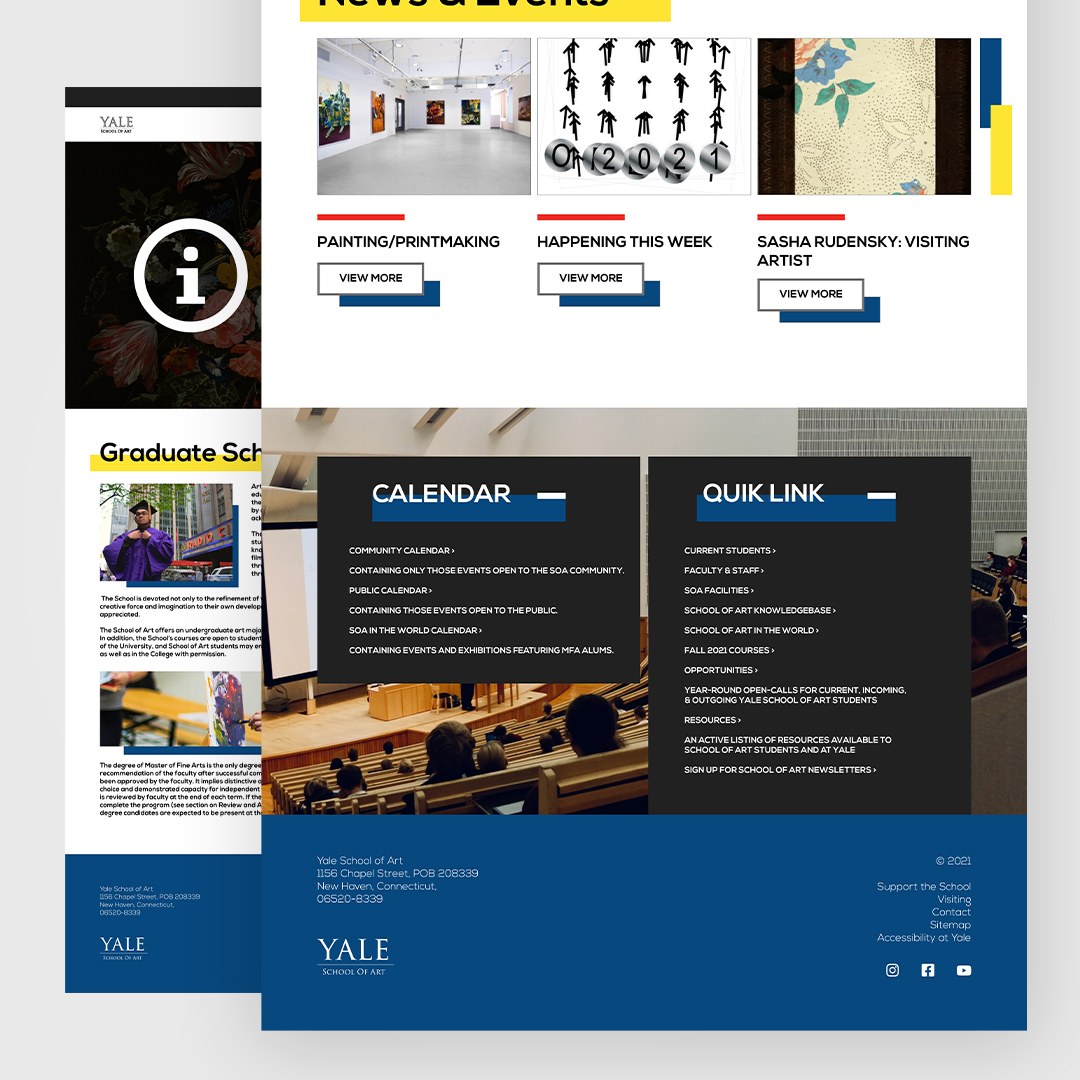 News & Events
PAINTING/PRINTMAKING
VIEW MORE
HAPPENING THIS WEEK
VIEW MORE
SASHA RUDENSKY: VISITING
ARTIST
VIEW MORE
CALENDAR
COMMUNITY CALENDAR ›
CONTAINING ONLY THOSE EVENTS OPEN TO THE SOA COMMUNITY.
PUBLIC CALENDAR ›
CONTAINING THOSE EVENTS OPEN TO THE PUBLIC.
SOA IN THE WORLD CALENDAR ›
CONTAINING EVENTS AND EXHIBITIONS FEATURING MFA ALUMS.
QUIK LINK
CURRENT STUDENTS ›
FACULTY & STAFF ›
SOA FACILITIES ›
SCHOOL OF ART KNOWLEDGEBASE ›
SCHOOL OF ART IN THE WORLD ›
FALL 2021 COURSES ›
OPPORTUNITIES ›
YEAR-ROUND OPEN-CALLS FOR CURRENT, INCOMING,
& OUTGOING YALE SCHOOL OF ART STUDENTS
RESOURCES ›
AN ACTIVE LISTING OF RESOURCES AVAILABLE TO
SCHOOL OF ART STUDENTS AND AT YALE
SIGN UP FOR SCHOOL OF ART NEWSLETTERS ›
Yale School of Art
1156 Chapel Street, POB 208339
New Haven, Connecticut,
06520-8339
YALE
SCHOOL OF ART
© 2021
Support the School
Visiting
Contact
Sitemap
Accessibility at Yale
YALE
SCHOOL OF ART
i
Graduate Sch
RADIO
The School is devoted not only to the refinement of
creative force and imagination to their own
appreciated.
The School of Art offers an undergraduate art
In addition, the School's courses are open to
of the University, and School of Art students may
as well as in the College with permission.
The degree of Master of Fine Arts is the only degree
recommendation of the faculty after successful
been approved by the faculty. It implies distinctive
choice and demonstrated capacity for independent
is reviewed by faculty at the end of each term. If
complete the program (see section on Review and
degree candidates are expected to be present at
Yale School of Art
1156 Chapel Street, POB 208339
New Haven, Connecticut,
06520-8339
YALE
SCHOOL OF ART